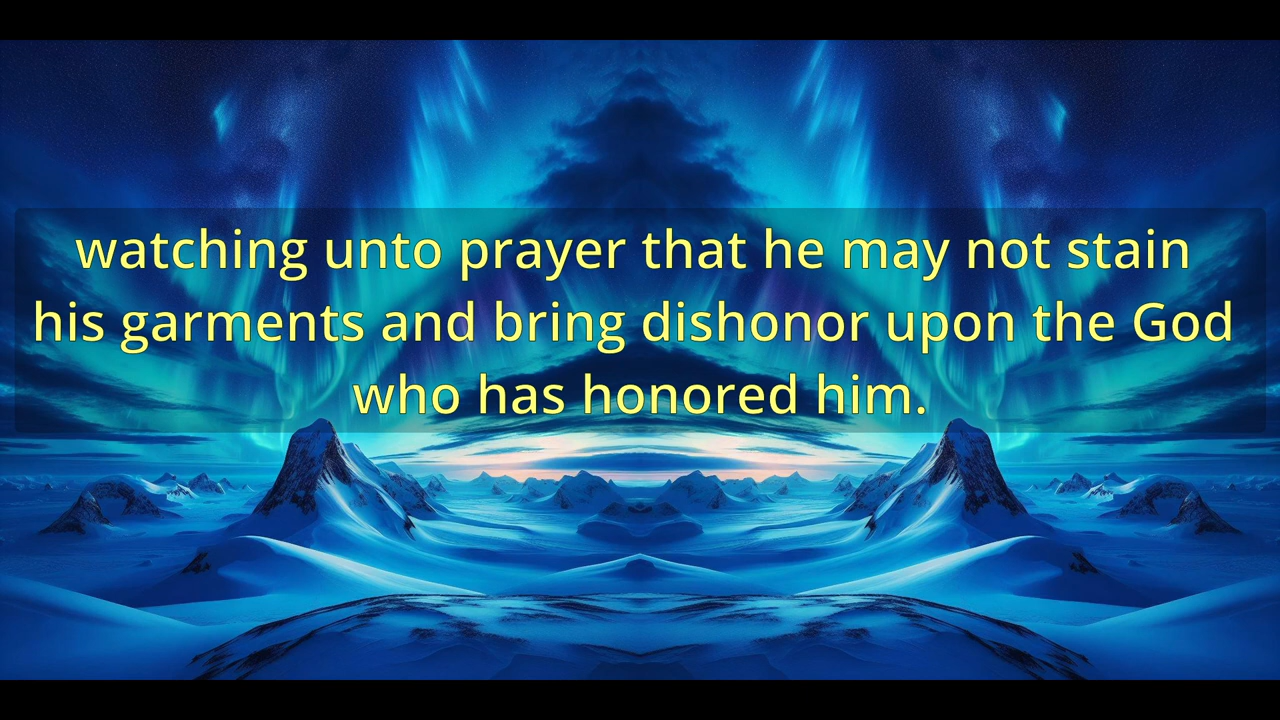 watching unto prayer that he may not stain
his garments and bring dishonor upon the God
who has honored him.